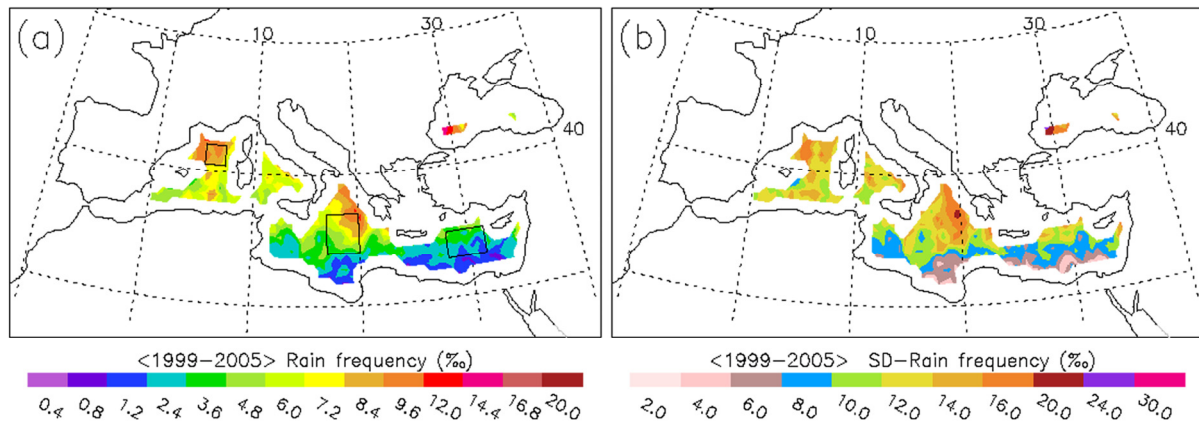 (a)
10
30
40
(b)
10
30
40
<1999-2005> Rain frequency (‰)
0.4 0.8 1.2 2.4 3.6 4.8 6.0 7.2 8.4 9.6 12.0 14.4 16.8 20.0
<1999-2005> SD-Rain frequency (‰)
2.0 4.0 6.0 8.0 10.0 12.0 14.0 16.0 20.0 24.0 30.0